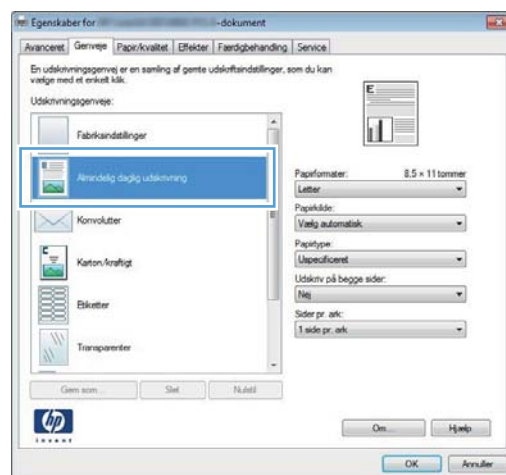 Egenskaber for -dokument
Avanceret Genveje Papir/kvalitet Effekter Færdigbehandling Service
En udskrivningsgenvej er en samling af gemte udskriftsindstillinger, som du kan
vælge med et enkelt klik.
Udskrivningsgenveje:
Fabriksindstillinger
Almindelig daglig udskrivning
Konvolutter
Karton/kraftigt
Etiketter
Transparenter
Gem som... Slet Nulstil
E
Papirformater: 8.5 × 11 tommer
Letter
Papirkilde:
Vælg automatisk
Papirtype:
Uspecificeret
Udskriv på begge sider:
Nej
Sider pr. ark:
1 side pr. ark
hp
invent
Om... Hjælp
OK Annuller